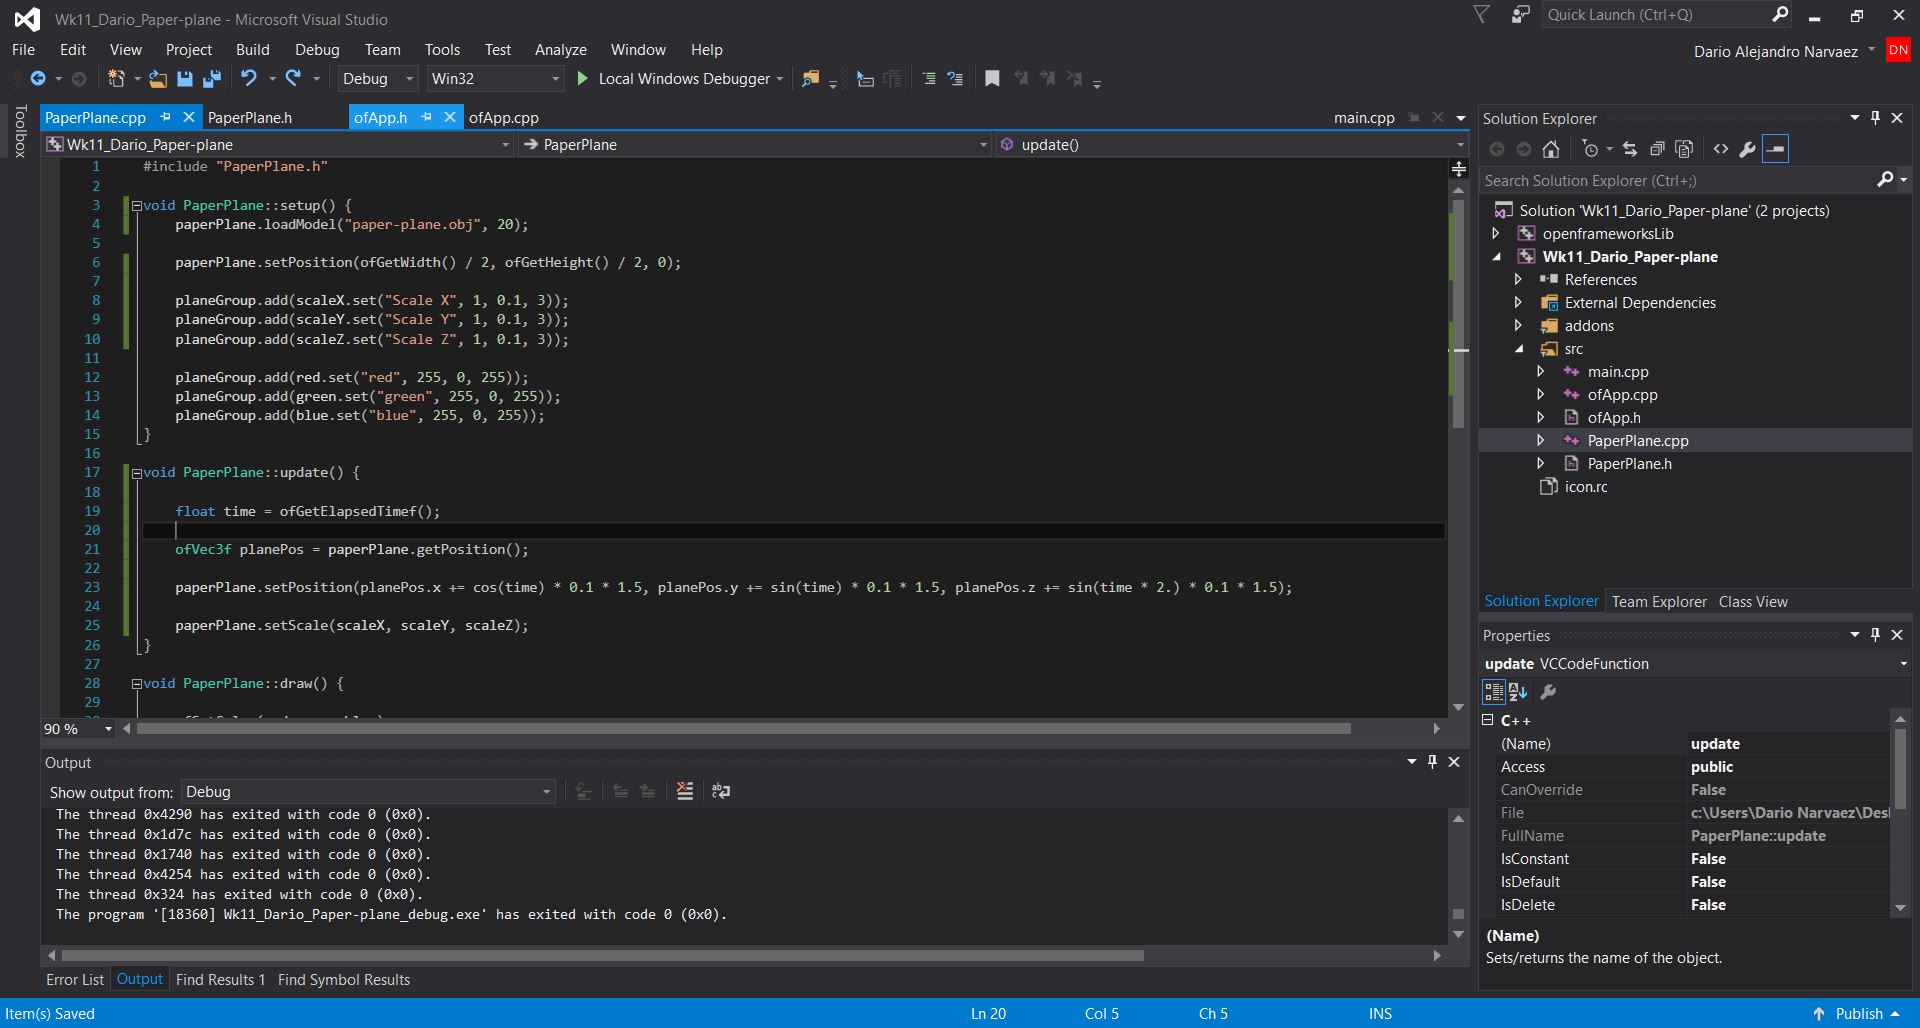 Wk11_Dario_Paper-plane - Microsoft Visual Studio
Quick Launch (Ctrl+Q)
File Edit View Project Build Debug Team Tools Test Analyze Window Help
Dario Alejandro Narvaez DN
Debug Win32 Local Windows Debugger
Toolbox
PaperPlane.cpp PaperPlane.h ofApp.h ofApp.cpp main.cpp
Wk11_Dario_Paper-plane PaperPlane update()
1 #include "PaperPlane.h"
2
3 void PaperPlane::setup() {
4 paperPlane.loadModel("paper-plane.obj", 20);
5
6 paperPlane.setPosition(ofGetWidth() / 2, ofGetHeight() / 2, 0);
7
8 planeGroup.add(scaleX.set("Scale X", 1, 0.1, 3));
9 planeGroup.add(scaleY.set("Scale Y", 1, 0.1, 3));
10 planeGroup.add(scaleZ.set("Scale Z", 1, 0.1, 3));
11
12 planeGroup.add(red.set("red", 255, 0, 255));
13 planeGroup.add(green.set("green", 255, 0, 255));
14 planeGroup.add(blue.set("blue", 255, 0, 255));
15 }
16
17 void PaperPlane::update() {
18
19 float time = ofGetElapsedTimef();
20
21 ofVec3f planePos = paperPlane.getPosition();
22
23 paperPlane.setPosition(planePos.x += cos(time) * 0.1 * 1.5, planePos.y += sin(time) * 0.1 * 1.5, planePos.z += sin(time * 2.) * 0.1 * 1.5);
24
25 paperPlane.setScale(scaleX, scaleY, scaleZ);
26 }
27
28 void PaperPlane::draw() {
29
90 %
Output
Show output from: Debug
The thread 0x4290 has exited with code 0 (0x0).
The thread 0x1d7c has exited with code 0 (0x0).
The thread 0x1740 has exited with code 0 (0x0).
The thread 0x4254 has exited with code 0 (0x0).
The thread 0x324 has exited with code 0 (0x0).
The program '[18360] Wk11_Dario_Paper-plane_debug.exe' has exited with code 0 (0x0).
Error List Output Find Results 1 Find Symbol Results
Solution Explorer
Search Solution Explorer (Ctrl+;)
Solution 'Wk11_Dario_Paper-plane' (2 projects)
openframeworksLib
Wk11_Dario_Paper-plane
References
External Dependencies
addons
src
main.cpp
ofApp.cpp
ofApp.h
PaperPlane.cpp
PaperPlane.h
icon.rc
Solution Explorer Team Explorer Class View
Properties
update VCCodeFunction
C++
(Name) update
Access public
CanOverride False
File c:\Users\Dario Narvaez\Des
FullName PaperPlane::update
IsConstant False
IsDefault False
IsDelete False
(Name)
Sets/returns the name of the object.
Item(s) Saved Ln 20 Col 5 Ch 5 INS Publish